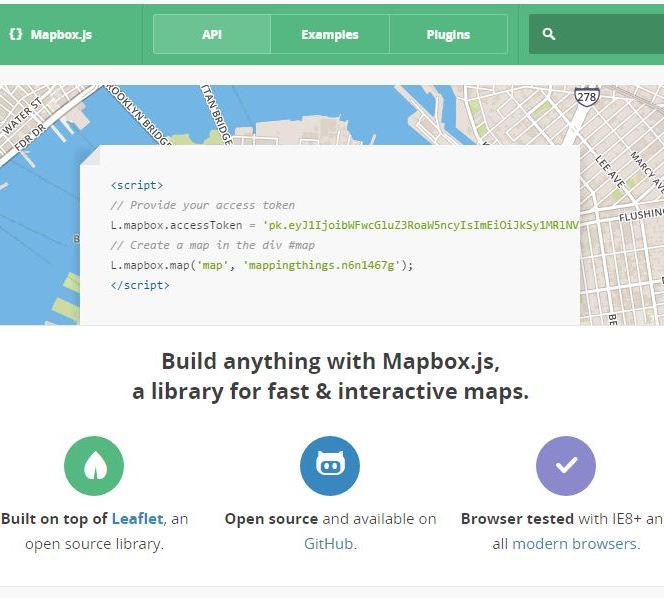 {} Mapbox.js
API
Examples
Plugins
278
WATER ST
FDR DR
ROOKLYN BRIDGE
TTAN BRIDGE
LEE AVE
MARCY AVE
FLUSHING
<script>
// Provide your access token
L.mapbox.accessToken = 'pk.eyJ1IjoibWFwcGluZ3RoaW5ncyIsImEiOiJkSy1MR1NV
// Create a map in the div #map
L.mapbox.map('map', 'mappingthings.n6n1467g');
</script>
Build anything with Mapbox.js,
a library for fast & interactive maps.
Built on top of Leaflet, an
open source library.
Open source and available on
GitHub.
Browser tested with IE8+ an
all modern browsers.